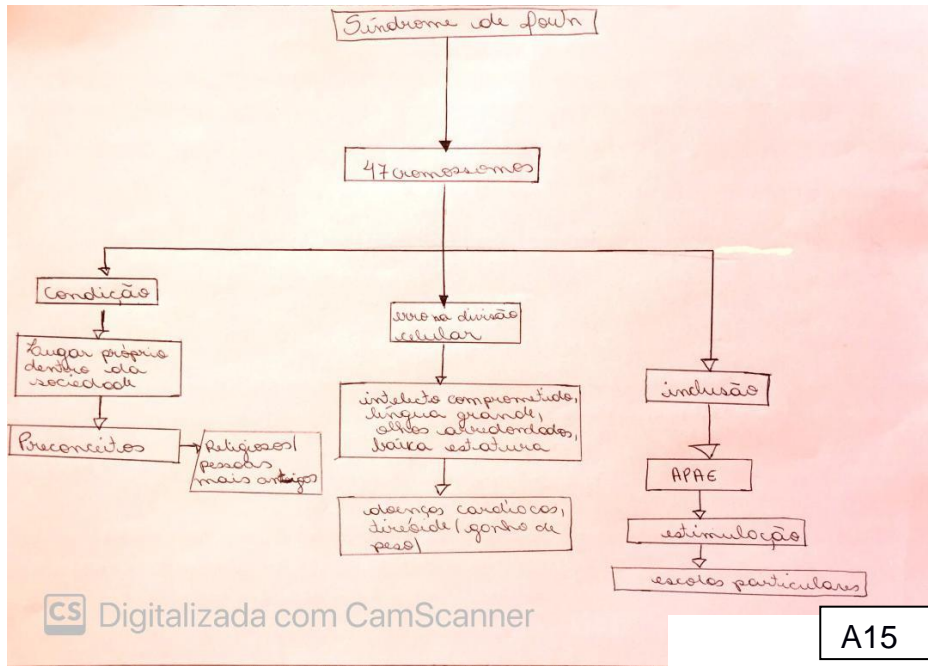 Síndrome de Down
47 cromossomos
Condição
Lugar próprio
dentro da
sociedade
Preconceitos
Religiosos/
pessoas
mais antigos
erro na divisão
celular
intelecto comprometido,
língua grande,
olhos arredondados,
baixa estatura
doenças cardíacas,
tireóide/ganho de
peso/
inclusão
APAE
estimulação
escolas particulares
CS Digitalizada com CamScanner
A15